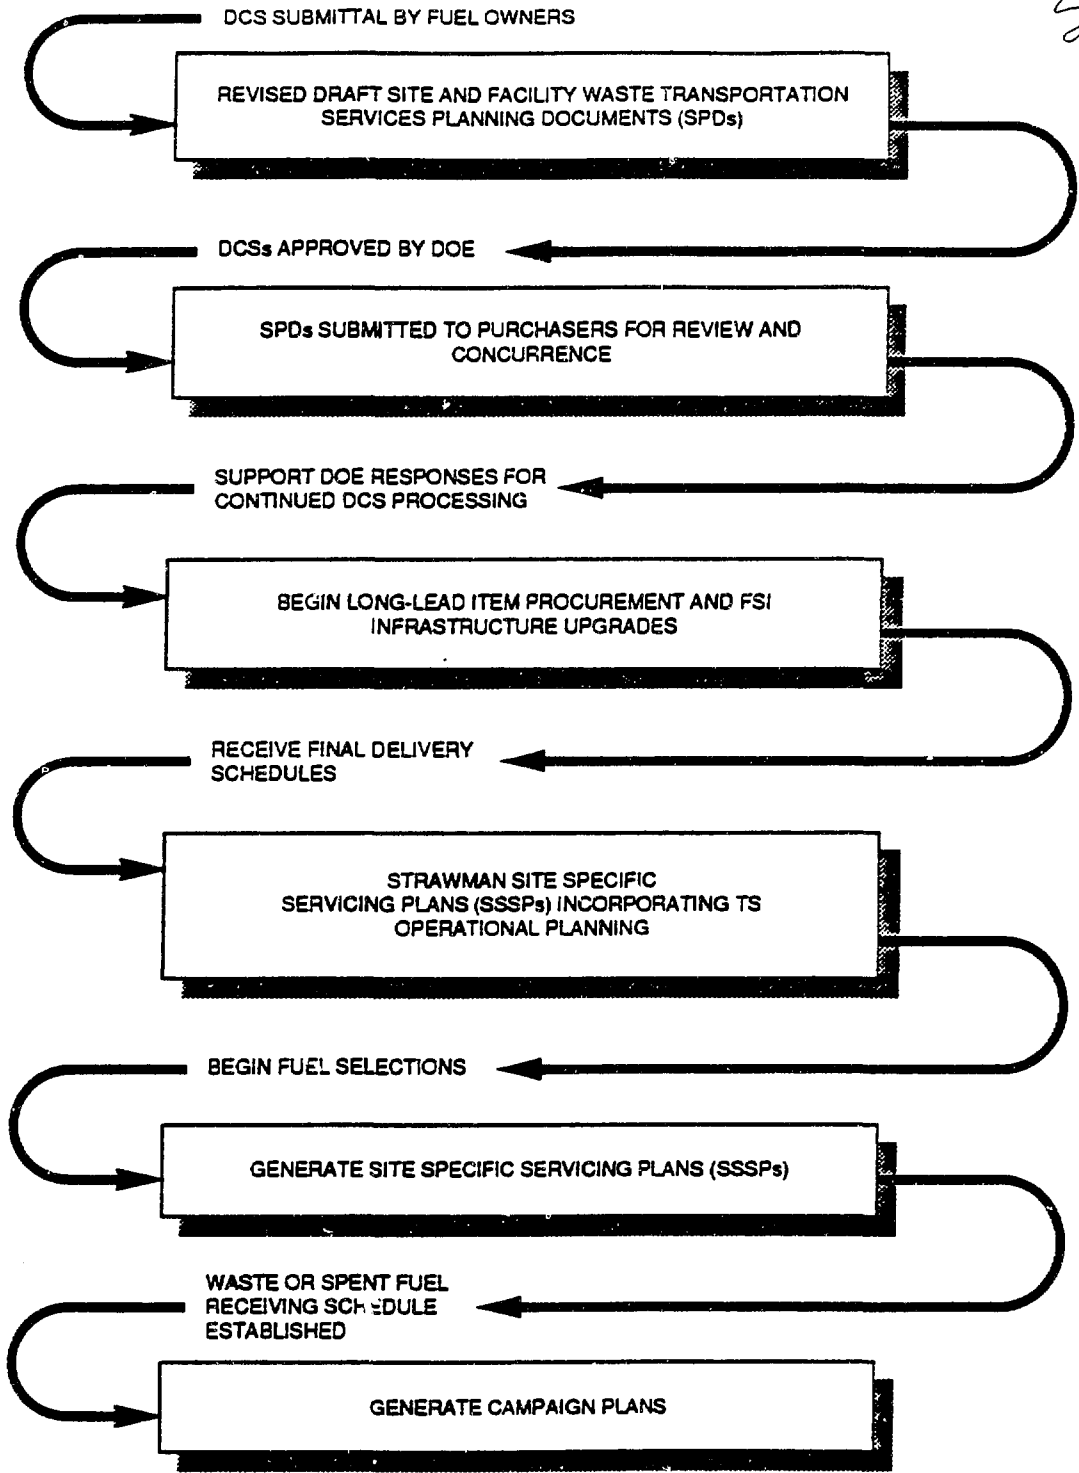 DCS SUBMITTAL BY FUEL OWNERS
REVISED DRAFT SITE AND FACILITY WASTE TRANSPORTATION
SERVICES PLANNING DOCUMENTS (SPDs)
DCSs APPROVED BY DOE
SPDs SUBMITTED TO PURCHASERS FOR REVIEW AND
CONCURRENCE
SUPPORT DOE RESPONSES FOR
CONTINUED DCS PROCESSING
BEGIN LONG-LEAD ITEM PROCUREMENT AND FSI
INFRASTRUCTURE UPGRADES
RECEIVE FINAL DELIVERY
SCHEDULES
STRAWMAN SITE SPECIFIC
SERVICING PLANS (SSSPs) INCORPORATING TS
OPERATIONAL PLANNING
BEGIN FUEL SELECTIONS
GENERATE SITE SPECIFIC SERVICING PLANS (SSSPs)
WASTE OR SPENT FUEL
RECEIVING SCHEDULE
ESTABLISHED
GENERATE CAMPAIGN PLANS